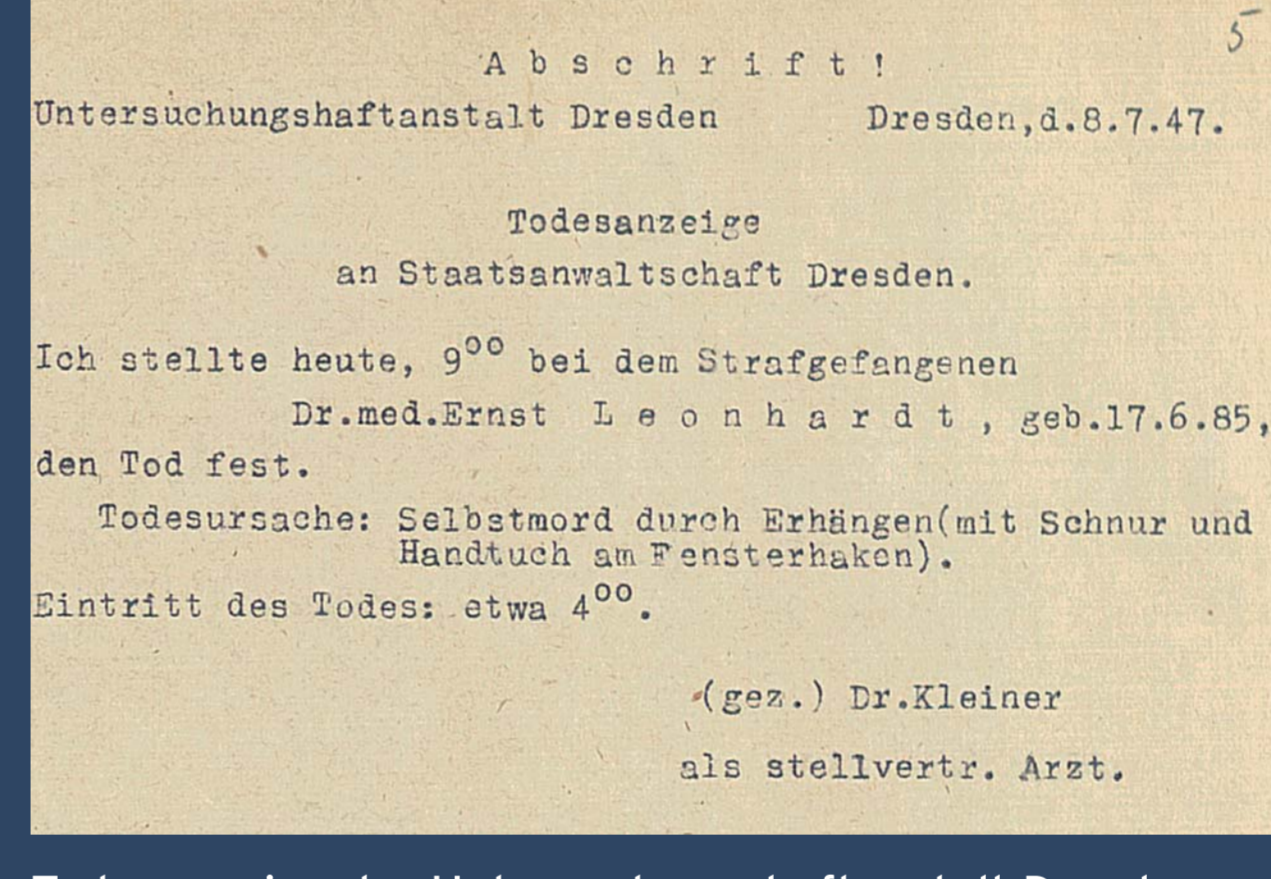 5
A b s c h r i f t !
Untersuchungshaftanstalt Dresden Dresden,d.8.7.47.
Todesanzeige
an Staatsanwaltschaft Dresden.
Ich stellte heute, 9⁰⁰ bei dem Strafgefangenen
Dr.med.Ernst L e o n h a r d t , geb.17.6.85,
den Tod fest.
Todesursache: Selbstmord durch Erhängen(mit Schnur und
Handtuch am Fensterhaken).
Eintritt des Todes: etwa 4⁰⁰.
(gez.) Dr.Kleiner
als stellvertr. Arzt.